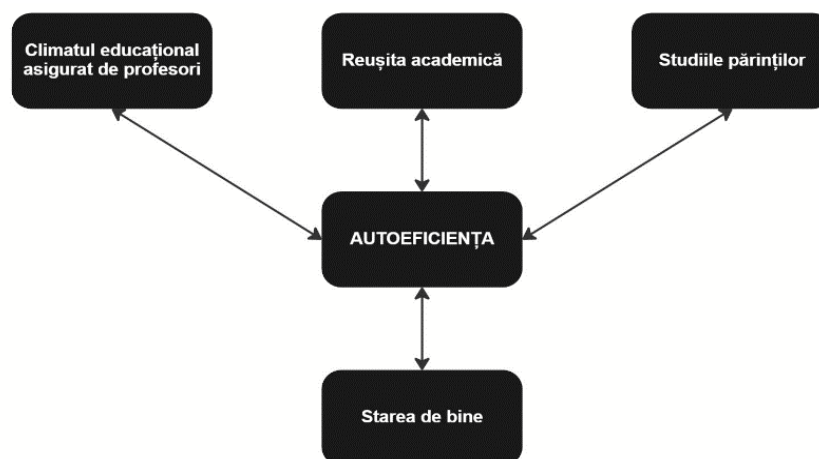 Climatul educațional
asigurat de profesori
Reușita academică
Studiile părinților
AUTOEFICIENȚA
Starea de bine